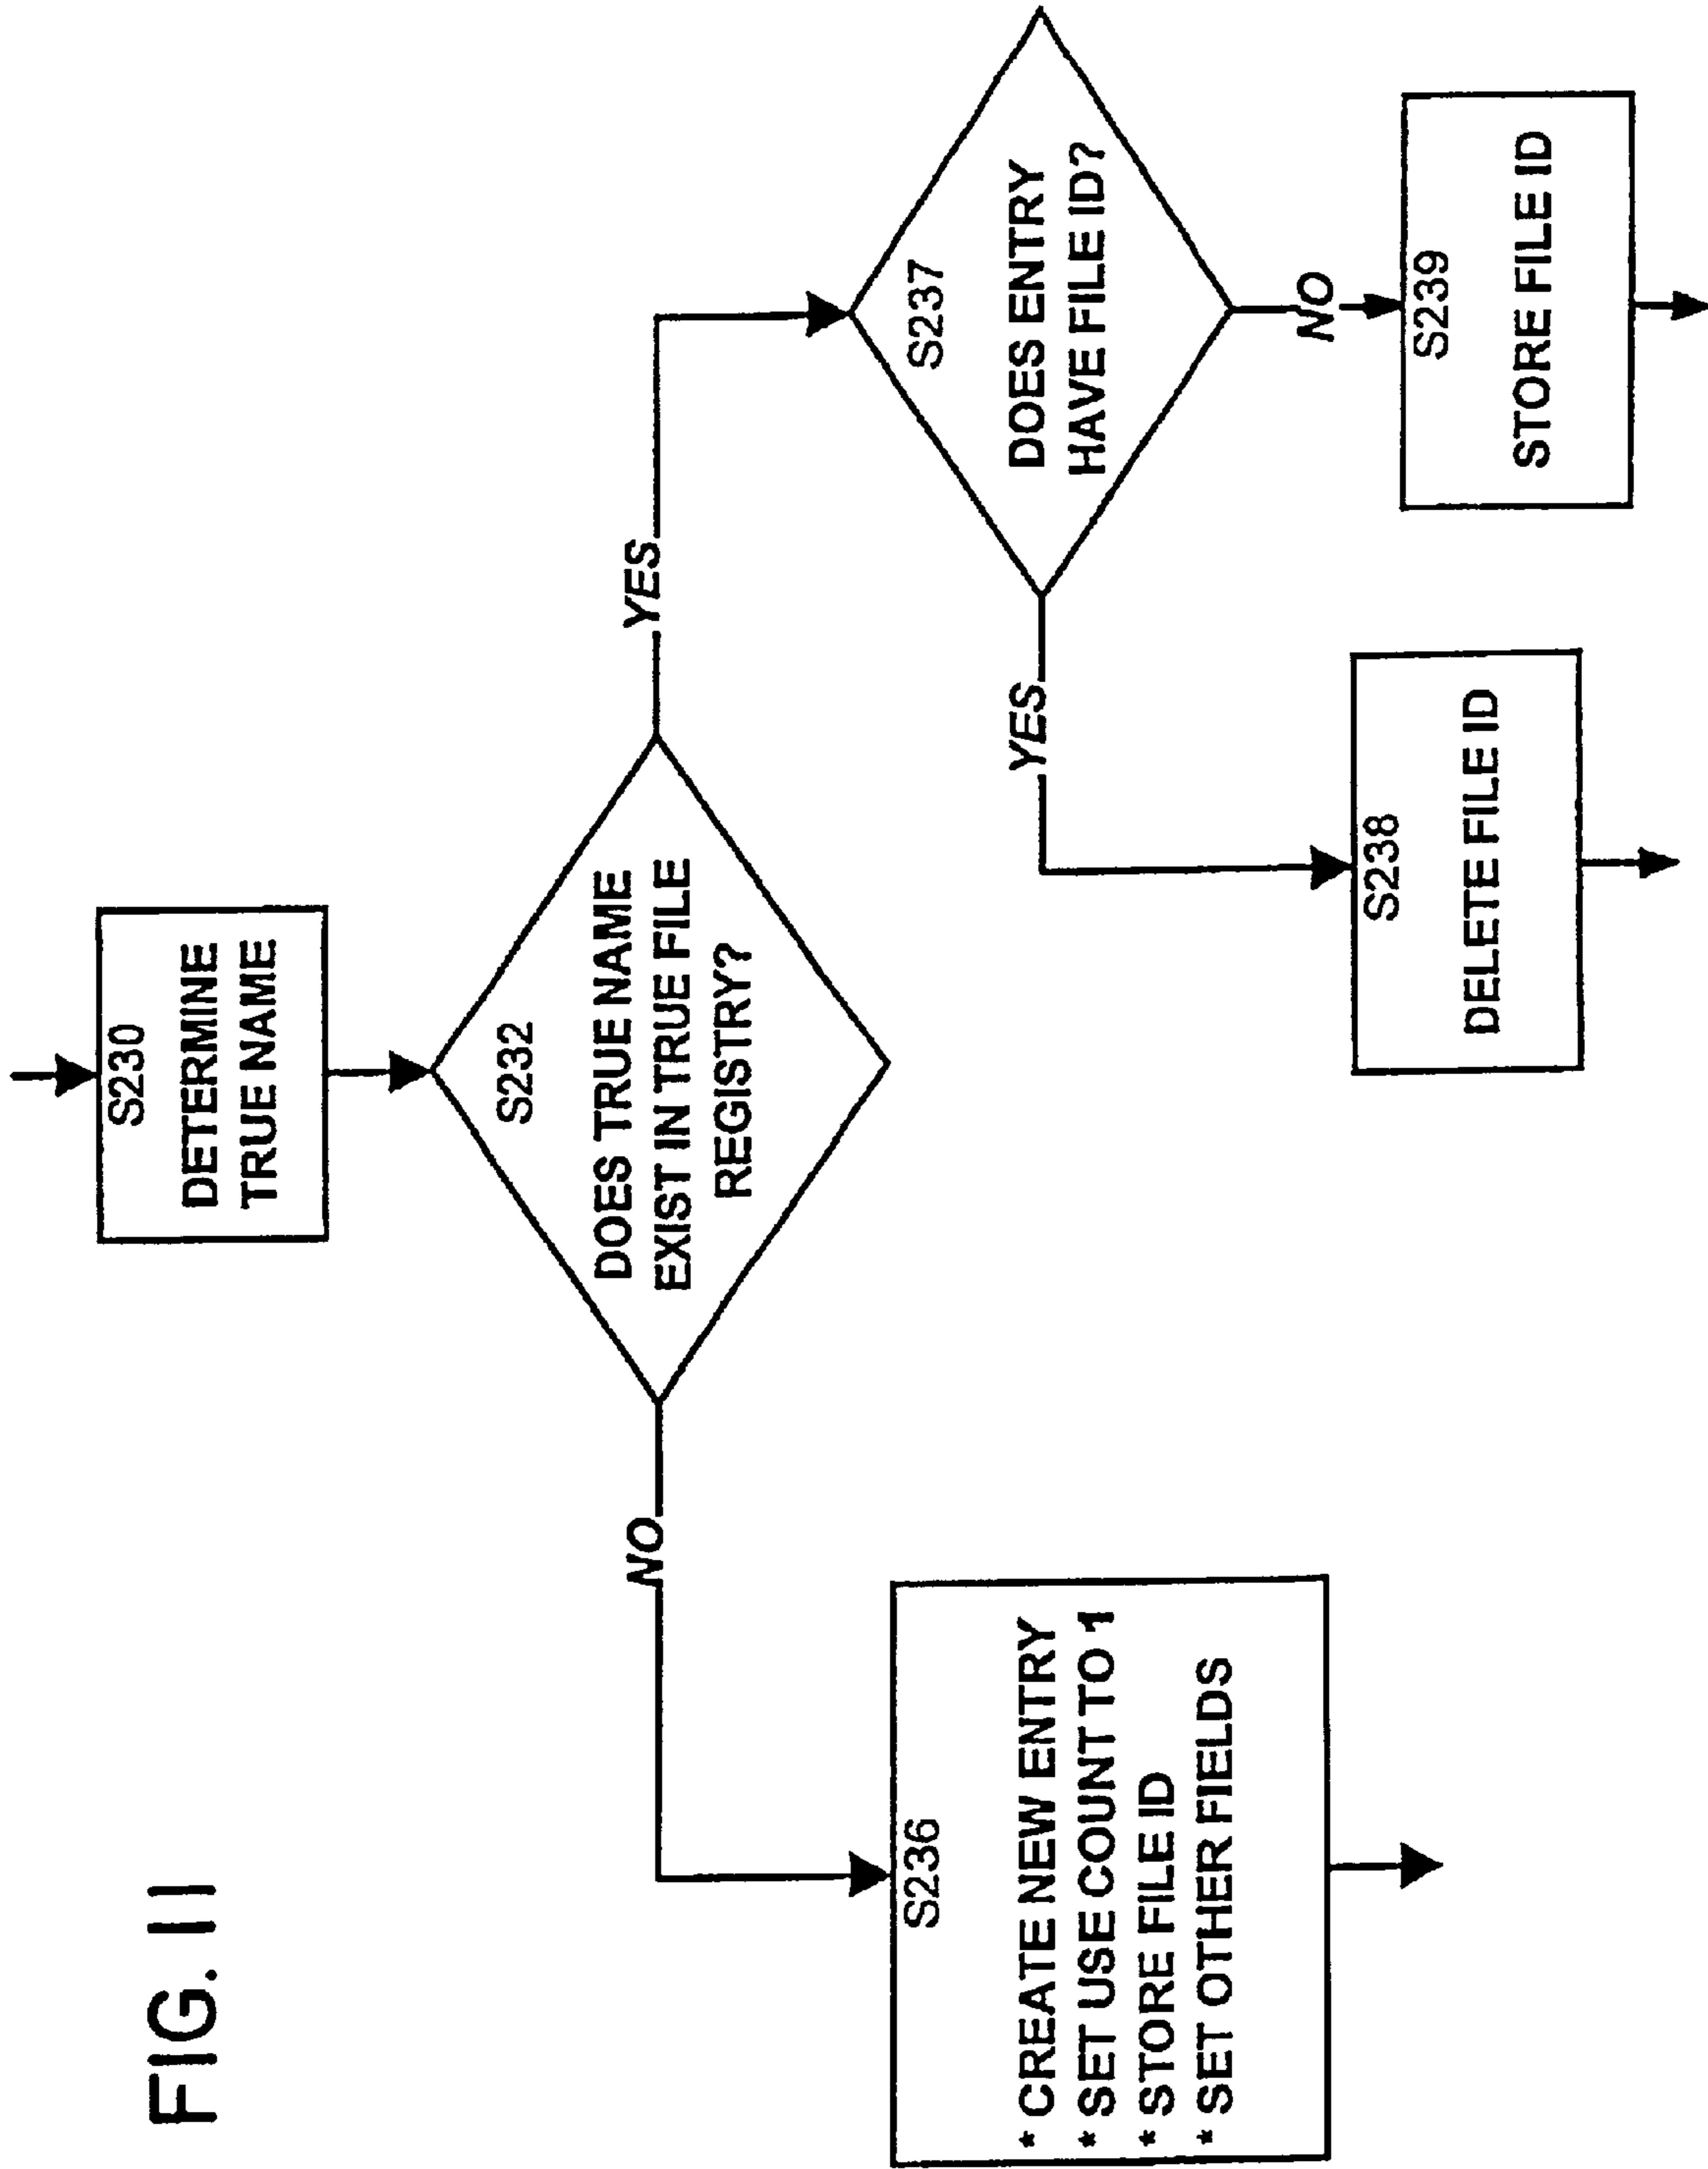 FIG. 11
S230
DETERMINE
TRUE NAME
S232
DOES TRUE NAME
EXIST IN TRUE FILE
REGISTRY?
NO
YES
S236
* CREATE NEW ENTRY
* SET USE COUNT TO 1
* STORE FILE ID
* SET OTHER FIELDS
S237
DOES ENTRY
HAVE FILE ID?
YES
NO
S238
DELETE FILE ID
S239
STORE FILE ID